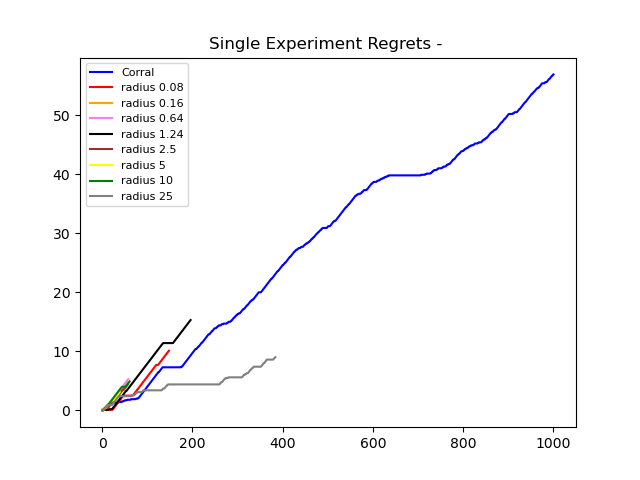 Single Experiment Regrets -
Corral
radius 0.08
radius 0.16
radius 0.64
radius 1.24
radius 2.5
radius 5
radius 10
radius 25
50
40
30
20
10
0
0 200 400 600 800 1000